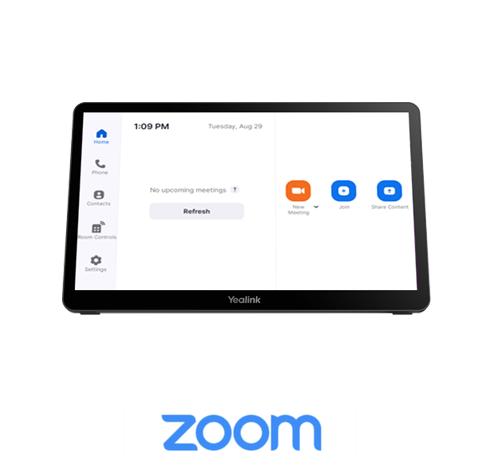 1:09 PM
Tuesday, Aug 29
Home
Phone
Contacts
Room Controls
Settings
No upcoming meetings ?
Refresh
New
Meeting
Join
Share Content
Yealink
zoom